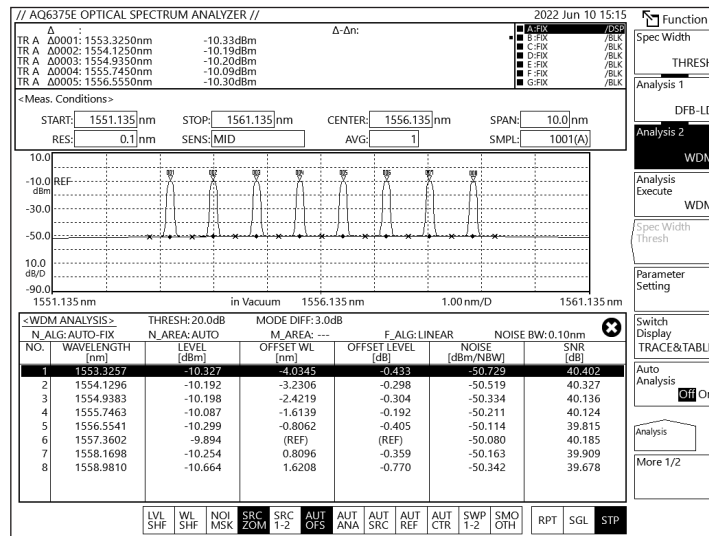 // AQ6375E OPTICAL SPECTRUM ANALYZER // 2022 Jun 10 15:15
Δ : Δ-Δn:
TR A Δ0001: 1553.3250nm -10.33dBm
TR A Δ0002: 1554.1250nm -10.19dBm
TR A Δ0003: 1554.9350nm -10.20dBm
TR A Δ0004: 1555.7450nm -10.09dBm
TR A Δ0005: 1556.5550nm -10.30dBm
A:FIX /DSP
B:FIX /BLK
C:FIX /BLK
D:FIX /BLK
E:FIX /BLK
F:FIX /BLK
G:FIX /BLK
<Meas. Conditions>
START: 1551.135 nm STOP: 1561.135 nm CENTER: 1556.135 nm SPAN: 10.0 nm
RES: 0.1 nm SENS: MID AVG: 1 SMPL: 1001(A)
10.0
001 002 003 004 005 006 007 008
-10.0 REF
dBm
-30.0
-50.0
10.0
dB/D
-90.0
1551.135 nm in Vacuum 1556.135 nm 1.00 nm/D 1561.135 nm
<WDM ANALYSIS> THRESH: 20.0dB MODE DIFF: 3.0dB
N_ALG: AUTO-FIX N_AREA: AUTO M_AREA: --- F_ALG: LINEAR NOISE BW: 0.10nm
NO. WAVELENGTH LEVEL OFFSET WL OFFSET LEVEL NOISE SNR
[nm] [dBm] [nm] [dB] [dBm/NBW] [dB]
1 1553.3257 -10.327 -4.0345 -0.433 -50.729 40.402
2 1554.1296 -10.192 -3.2306 -0.298 -50.519 40.327
3 1554.9383 -10.198 -2.4219 -0.304 -50.334 40.136
4 1555.7463 -10.087 -1.6139 -0.192 -50.211 40.124
5 1556.5541 -10.299 -0.8062 -0.405 -50.114 39.815
6 1557.3602 -9.894 (REF) (REF) -50.080 40.185
7 1558.1698 -10.254 0.8096 -0.359 -50.163 39.909
8 1558.9810 -10.664 1.6208 -0.770 -50.342 39.678
LVL SHF
WL SHF
NOI MSK
SRC ZOM
SRC 1-2
AUT OFS
AUT ANA
AUT SRC
AUT REF
AUT CTR
SWP 1-2
SMO OTH
RPT
SGL
STP
Function
Spec Width
THRESH
Analysis 1
DFB-LD
Analysis 2
WDM
Analysis
Execute
WDM
Spec Width
Thresh
Parameter
Setting
Switch
Display
TRACE&TABL
Auto
Analysis
Off On
Analysis
More 1/2